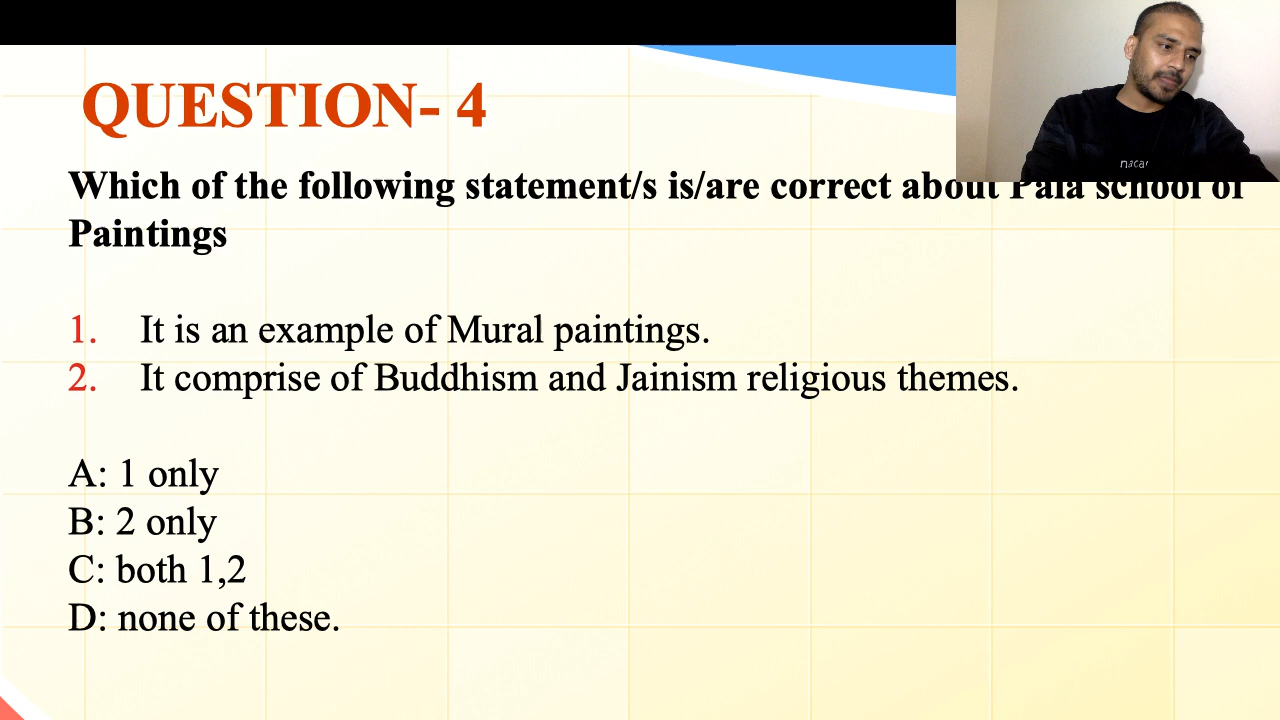 QUESTION- 4
Which of the following statement/s is/are correct about Pala school of
Paintings
1. It is an example of Mural paintings.
2. It comprise of Buddhism and Jainism religious themes.
A: 1 only
B: 2 only
C: both 1,2
D: none of these.